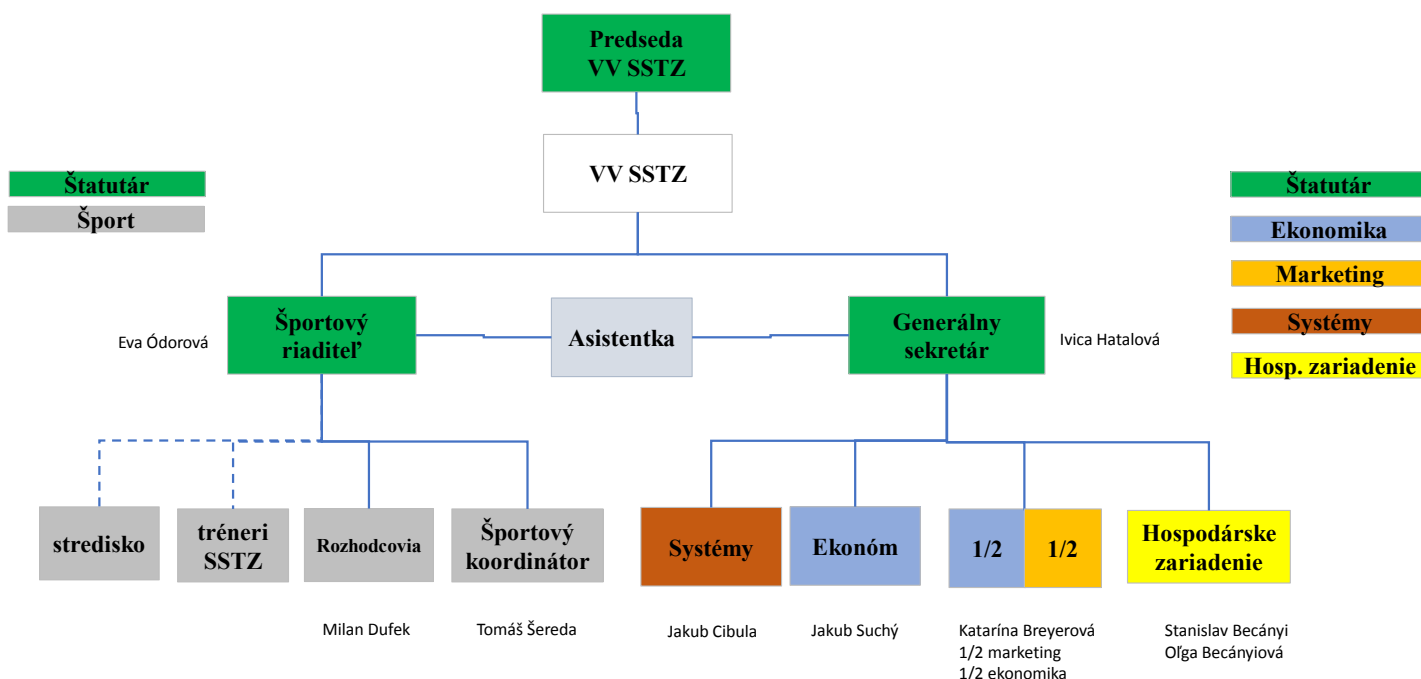 Predseda
VV SSTZ
VV SSTZ
Štatutár
Šport
Štatutár
Ekonomika
Marketing
Systémy
Hosp. zariadenie
Eva Ódorová
Športový
riaditeľ
Asistentka
Generálny
sekretár
Ivica Hatalová
stredisko
tréneri
SSTZ
Rozhodcovia
Športový
koordinátor
Systémy
Ekonóm
1/2
1/2
Hospodárske
zariadenie
Milan Dufek
Tomáš Šereda
Jakub Cibula
Jakub Suchý
Katarína Breyerová
1/2 marketing
1/2 ekonomika
Stanislav Becányi
Oľga Becányiová